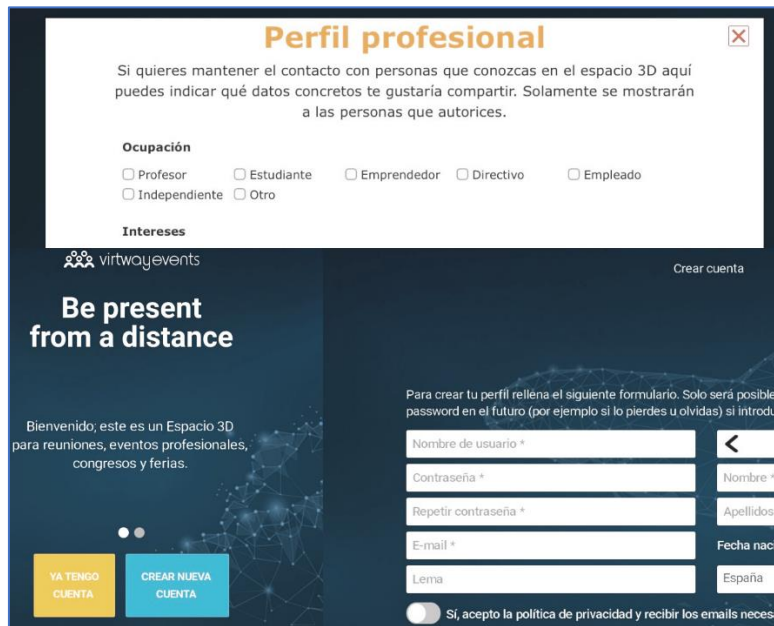 Perfil profesional
Si quieres mantener el contacto con personas que conozcas en el espacio 3D aquí
puedes indicar qué datos concretos te gustaría compartir. Solamente se mostrarán
a las personas que autorices.
Ocupación
Profesor Estudiante Emprendedor Directivo Empleado
Independiente Otro
Intereses
virtwayevents
Be present
from a distance
Bienvenido; este es un Espacio 3D
para reuniones, eventos profesionales,
congresos y ferias.
YA TENGO
CUENTA
CREAR NUEVA
CUENTA
Crear cuenta
Para crear tu perfil rellena el siguiente formulario. Solo será posible
password en el futuro (por ejemplo si lo pierdes u olvidas) si introdu
Nombre de usuario *
Contraseña * Nombre *
Repetir contraseña * Apellidos
E-mail * Fecha nac
Lema España
Sí, acepto la política de privacidad y recibir los emails neces